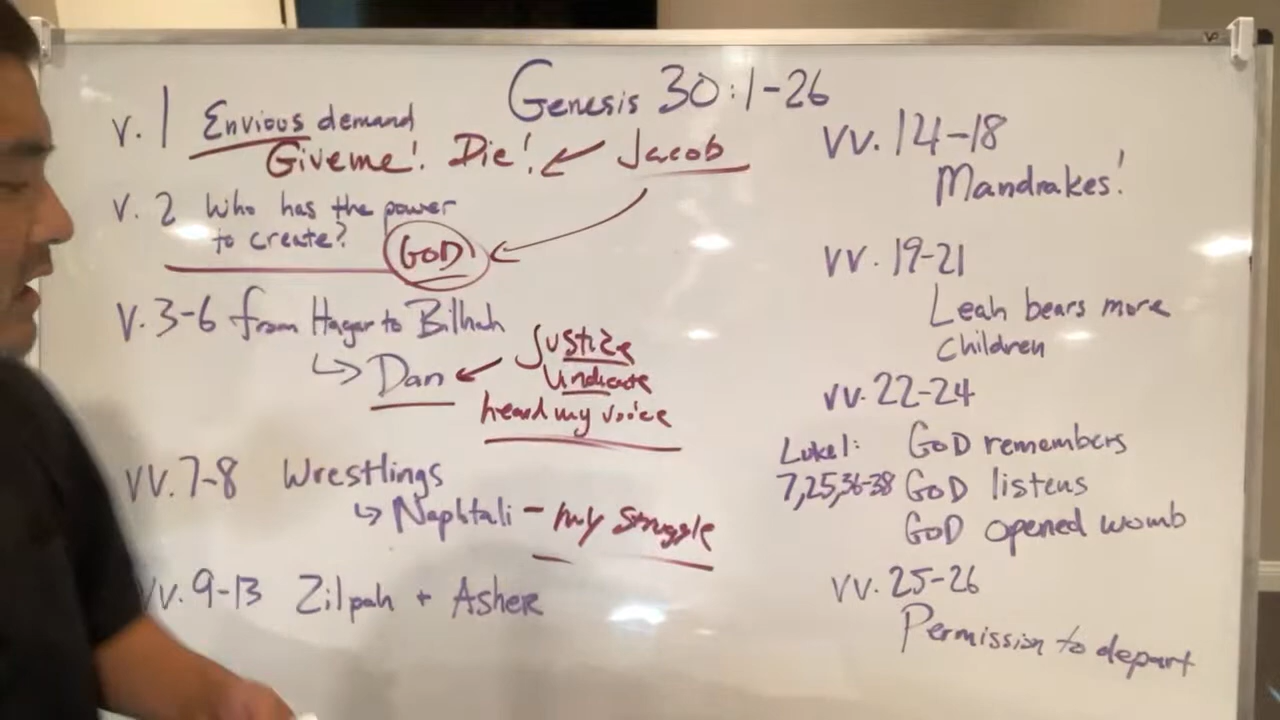 Genesis 30:1-26
v. 1 Envious demand
Give me! Die! Jacob
v. 2 Who has the power
to create?
GOD
v. 3-6 from Hagar to Bilhah
Dan
Justice
Vindicate
heard my voice
vv. 7-8 Wrestlings
Naphtali - my struggle
vv. 9-13 Zilpah + Asher
vv. 14-18
Mandrakes!
vv. 19-21
Leah bears more
children
vv. 22-24
Luke 1:
7,25,36-38
GOD remembers
GOD listens
GOD opened womb
vv. 25-26
Permission to depart